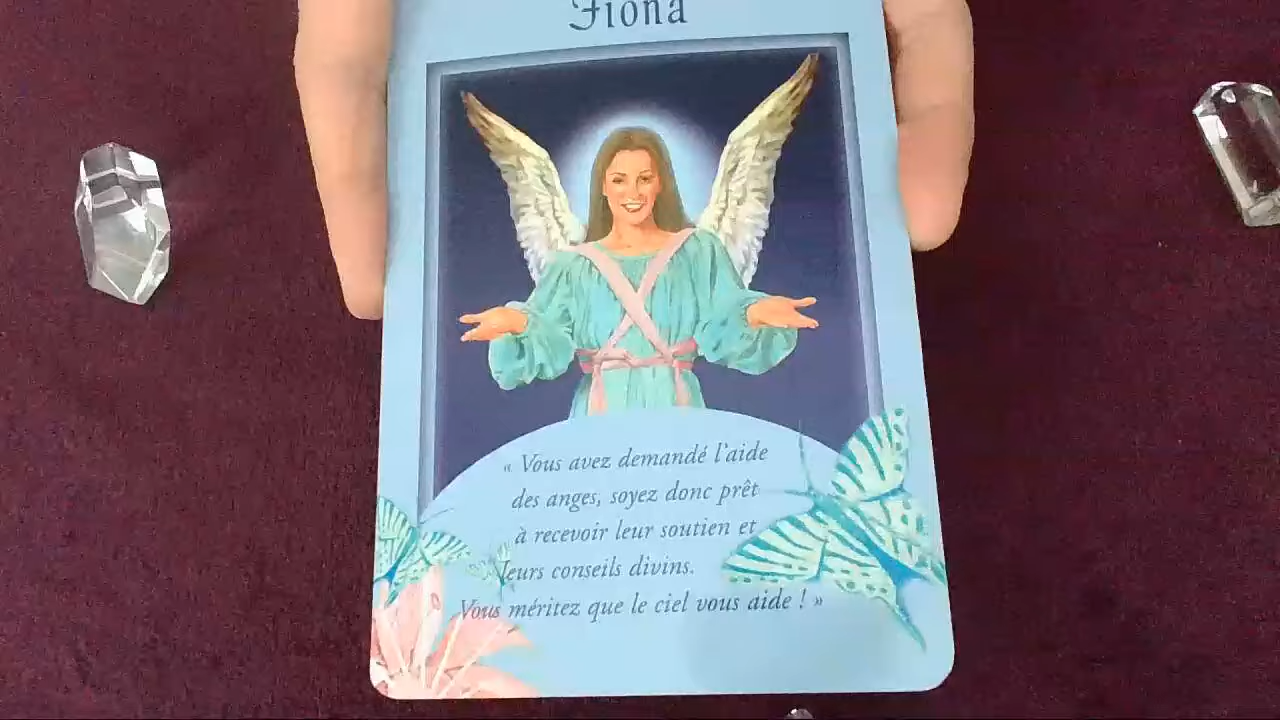 Fiona
« Vous avez demandé l'aide
des anges, soyez donc prêt
à recevoir leur soutien et
leurs conseils divins.
Vous méritez que le ciel vous aide ! »